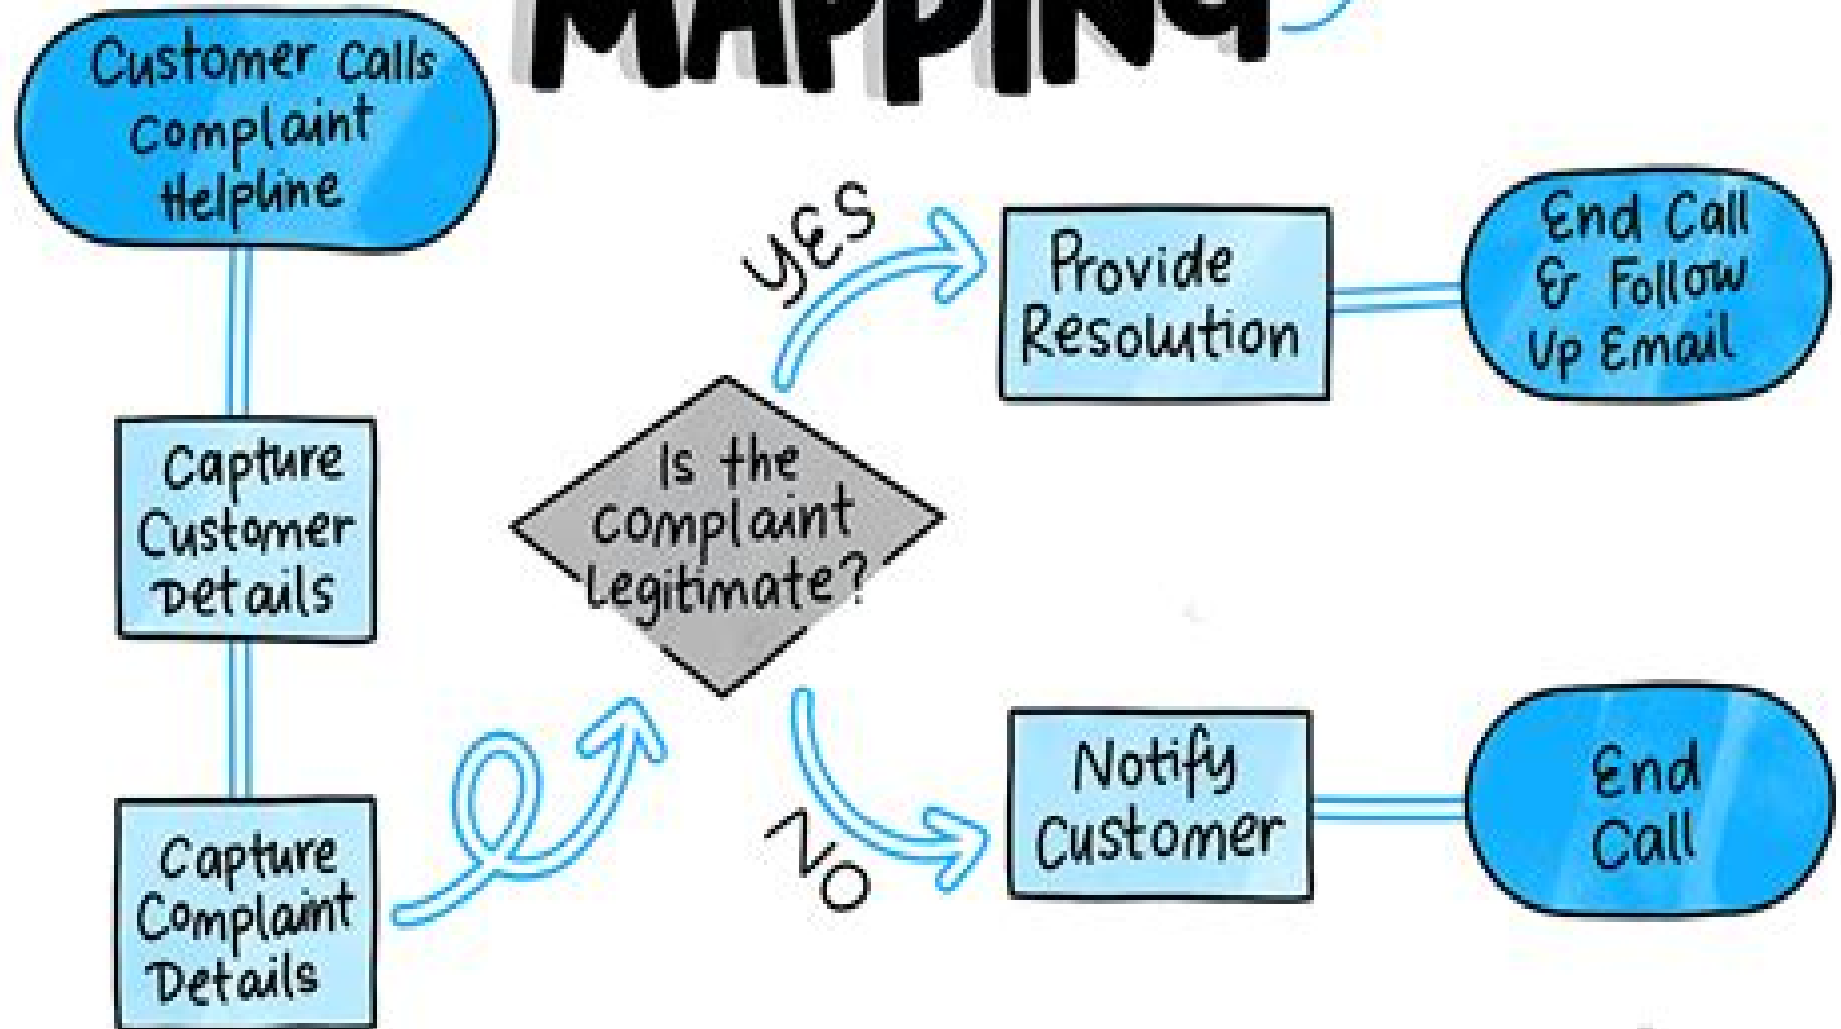 MAPPING
Customer Calls
Complaint
Helpline
Capture
Customer
Details
Capture
Complaint
Details
Is the
Complaint
Legitimate?
YES
Provide
Resolution
End Call
& Follow
Up Email
NO
Notify
Customer
End
Call